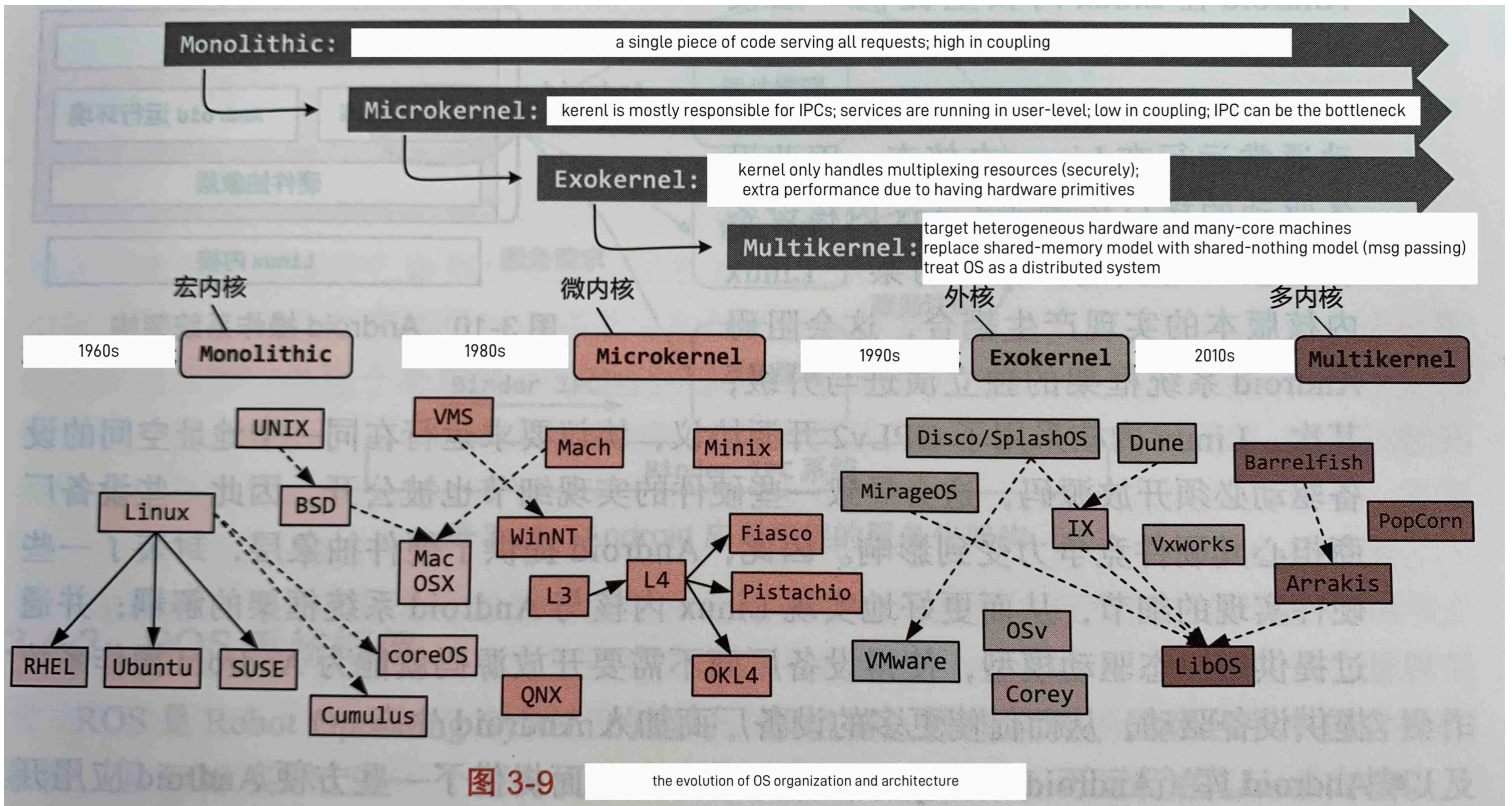 Monolithic: a single piece of code serving all requests; high in coupling
Microkernel: kerenl is mostly responsible for IPCs; services are running in user-level; low in coupling; IPC can be the bottleneck
Exokernel: kernel only handles multiplexing resources (securely);
extra performance due to having hardware primitives
Multikernel: target heterogeneous hardware and many-core machines
replace shared-memory model with shared-nothing model (msg passing)
treat OS as a distributed system
宏内核
微内核
外核
多内核
1960s
Monolithic
1980s
Microkernel
1990s
Exokernel
2010s
Multikernel
UNIX
BSD
Linux
Mac
OSX
RHEL
Ubuntu
SUSE
coreOS
Cumulus
VMS
Mach
Minix
WinNT
Fiasco
L3
L4
Pistachio
QNX
OKL4
Disco/SplashOS
Dune
MirageOS
IX
Vxworks
OSv
VMware
Corey
Barrelfish
PopCorn
Arrakis
LibOS
图 3-9 the evolution of OS organization and architecture